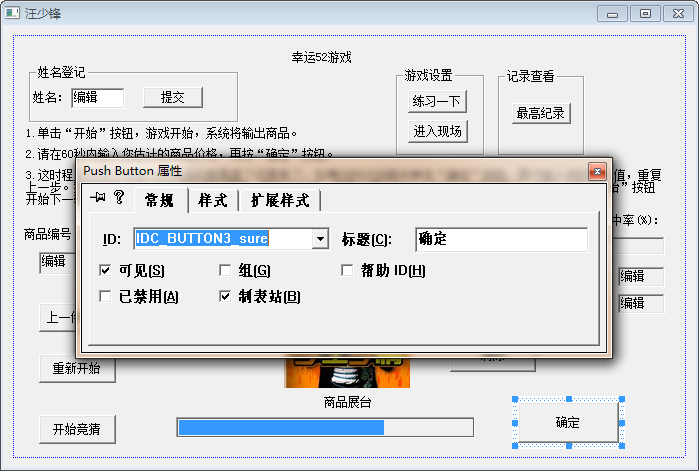 汪少锋
幸运52游戏
姓名登记
姓名：
编辑
提交
游戏设置
练习一下
进入现场
记录查看
最高纪录
1.单击“开始”按钮，游戏开始，系统将输出商品。
2.请在60秒内输入您估计的商品价格，再按“确定”按钮。
3.这时程
值，重复
上一步。
”按钮
开始下一
Push Button 属性
常规
样式
扩展样式
ID:
IDC_BUTTON3_sure
标题(C):
确定
可见(S)
组(G)
帮助 ID(H)
已禁用(A)
制表站(B)
商品编号
中率(%):
编辑
编辑
编辑
上一
重新开始
商品展台
开始竞猜
确定